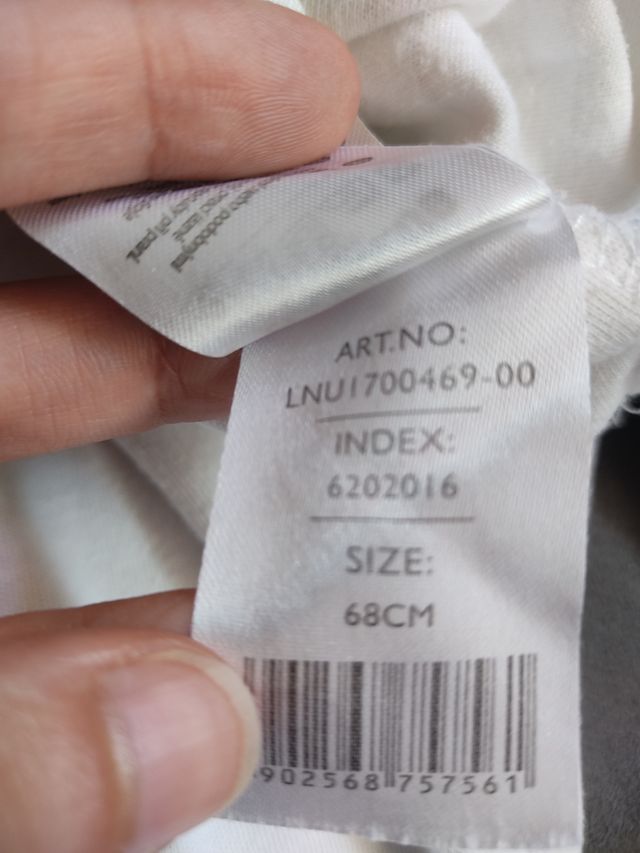 ART.NO:
LNU1700469-00
INDEX:
6202016
SIZE:
68CM
902568 757561